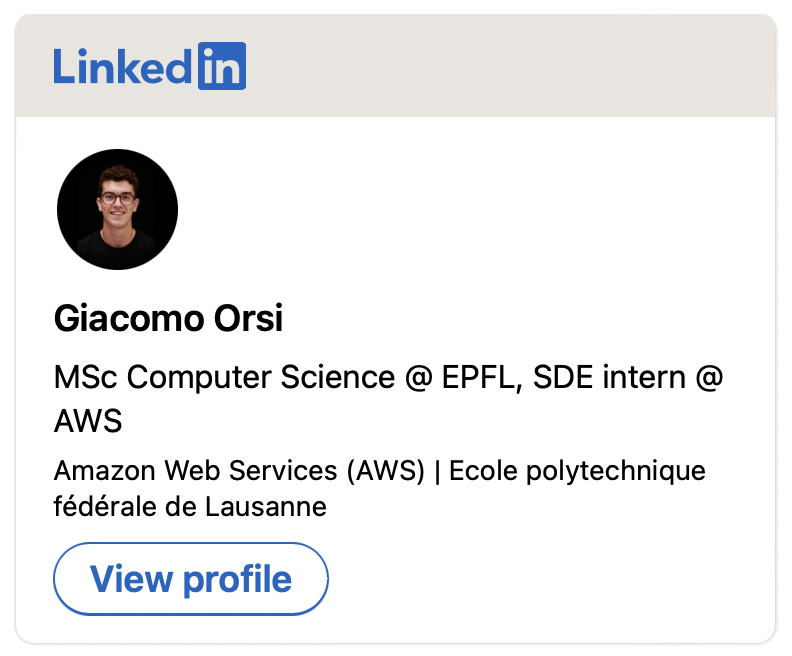 LinkedIn
Giacomo Orsi
MSc Computer Science @ EPFL, SDE intern @
AWS
Amazon Web Services (AWS) | Ecole polytechnique
fédérale de Lausanne
View profile